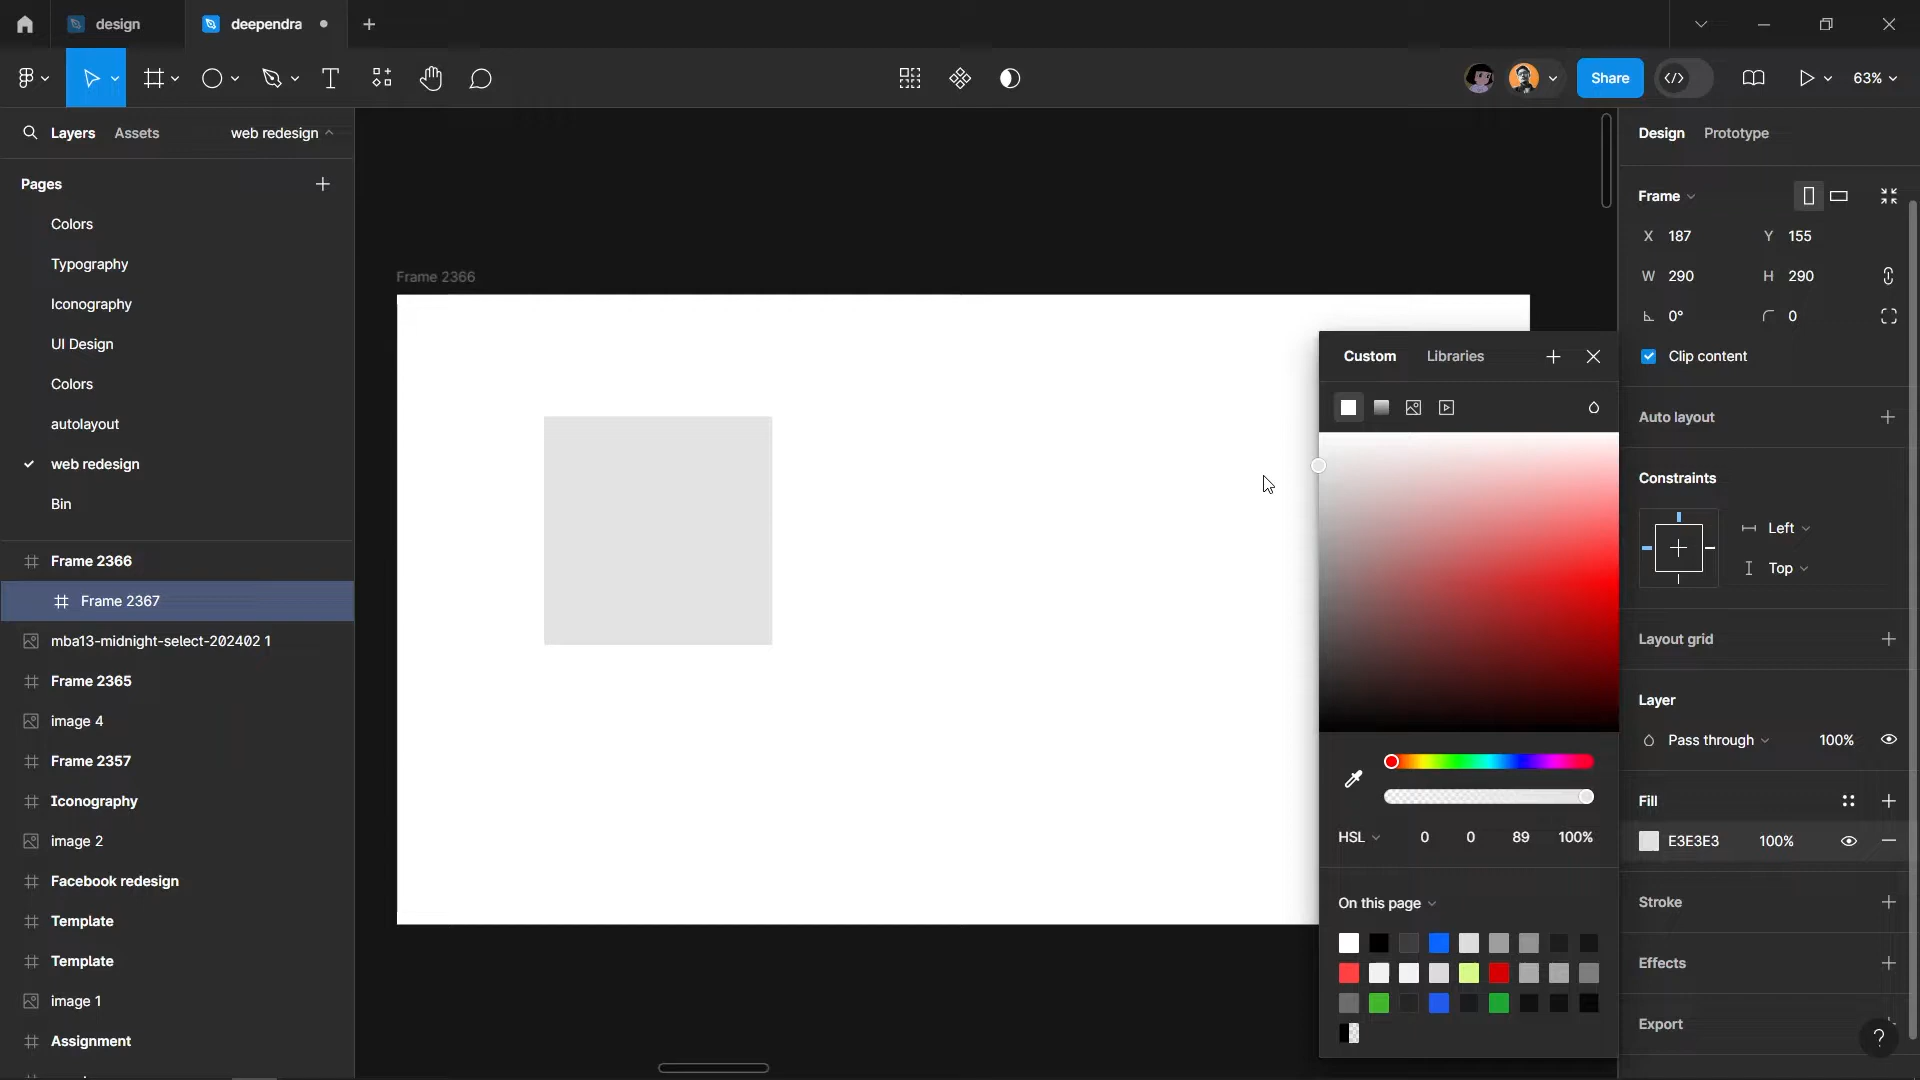 design
deependra
Share
63%
Layers
Assets
web redesign
Pages
Colors
Typography
Iconography
UI Design
Colors
autolayout
web redesign
Bin
Frame 2366
Frame 2367
mba13-midnight-select-202402 1
Frame 2365
image 4
Frame 2357
Iconography
image 2
Facebook redesign
Template
Template
image 1
Assignment
Frame 2366
Custom
Libraries
HSL
0
0
89
100%
On this page
Design
Prototype
Frame
X 187
Y 155
W 290
H 290
0°
0
Clip content
Auto layout
Constraints
Left
Top
Layout grid
Layer
Pass through
100%
Fill
E3E3E3
100%
Stroke
Effects
Export
?